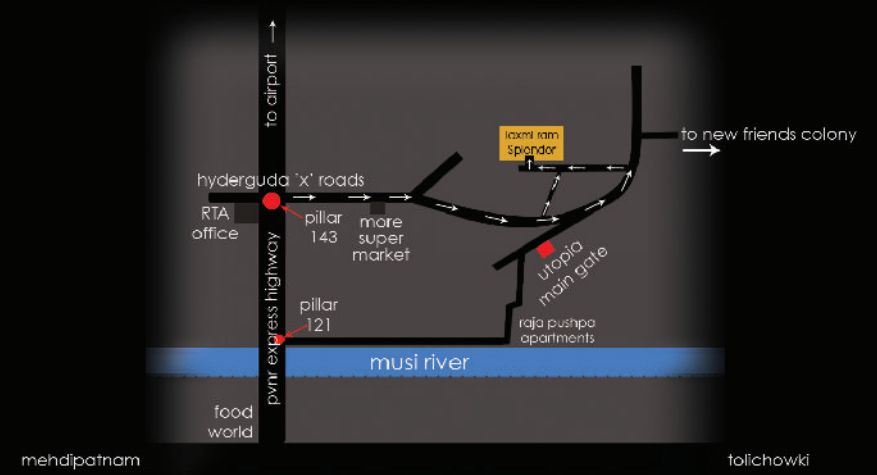 to airport
to new friends colony
laxmi ram
Splendor
hyderguda 'x' roads
RTA
office
pillar
143
more
super
market
utopia
main gate
pvnr express highway
pillar
121
raja pushpa
apartments
musi river
food
world
mehdipatnam
tolichowki